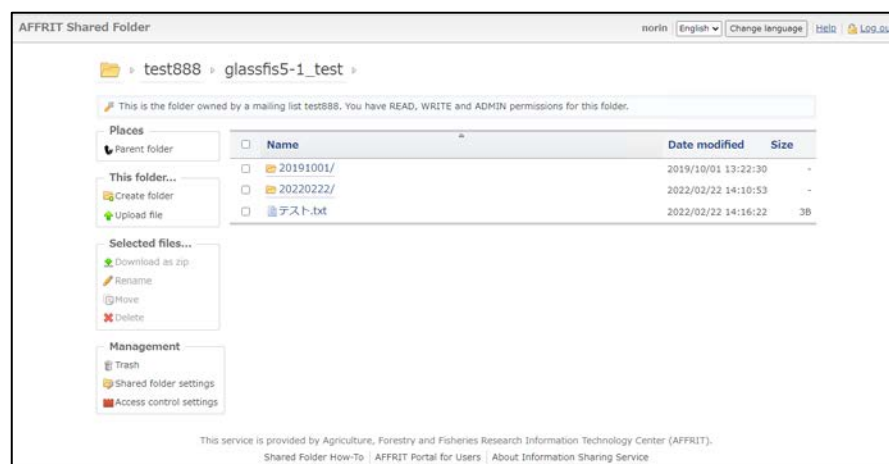 AFFRIT Shared Folder norin English Change language Help Log out
test888 glassfis5-1_test
This is the folder owned by a mailing list test888. You have READ, WRITE and ADMIN permissions for this folder.
Places
Parent folder
This folder...
Create folder
Upload file
Selected files...
Download as zip
Rename
Move
Delete
Management
Trash
Shared folder settings
Access control settings
Name Date modified Size
20191001/ 2019/10/01 13:22:30 -
20220222/ 2022/02/22 14:10:53 -
テスト.txt 2022/02/22 14:16:22 3B
This service is provided by Agriculture, Forestry and Fisheries Research Information Technology Center (AFFRIT).
Shared Folder How-To AFFRIT Portal for Users About Information Sharing Service